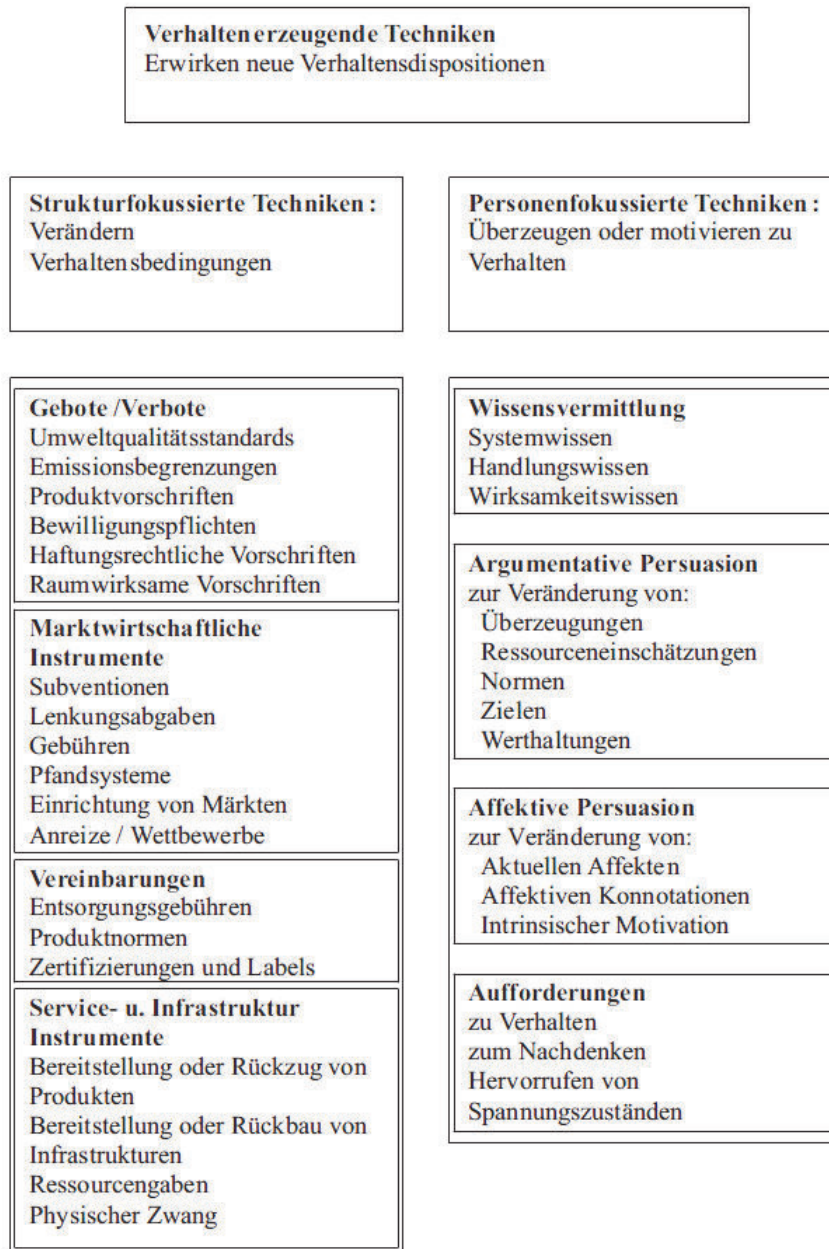 Verhaltenerzeugende Techniken
Erwirken neue Verhaltensdispositionen
Strukturfokussierte Techniken :
Verändern
Verhaltensbedingungen
Personenfokussierte Techniken :
Überzeugen oder motivieren zu
Verhalten
Gebote /Verbote
Umweltqualitätsstandards
Emissionsbegrenzungen
Produktvorschriften
Bewilligungspflichten
Haftungsrechtliche Vorschriften
Raumwirksame Vorschriften
Marktwirtschaftliche
Instrumente
Subventionen
Lenkungsabgaben
Gebühren
Pfandsysteme
Einrichtung von Märkten
Anreize / Wettbewerbe
Vereinbarungen
Entsorgungsgebühren
Produktnormen
Zertifizierungen und Labels
Service- u. Infrastruktur
Instrumente
Bereitstellung oder Rückzug von
Produkten
Bereitstellung oder Rückbau von
Infrastrukturen
Ressourcengaben
Physischer Zwang
Wissensvermittlung
Systemwissen
Handlungswissen
Wirksamkeitswissen
Argumentative Persuasion
zur Veränderung von:
Überzeugungen
Ressourceneinschätzungen
Normen
Zielen
Werthaltungen
Affektive Persuasion
zur Veränderung von:
Aktuellen Affekten
Affektiven Konnotationen
Intrinsischer Motivation
Aufforderungen
zu Verhalten
zum Nachdenken
Hervorrufen von
Spannungszuständen